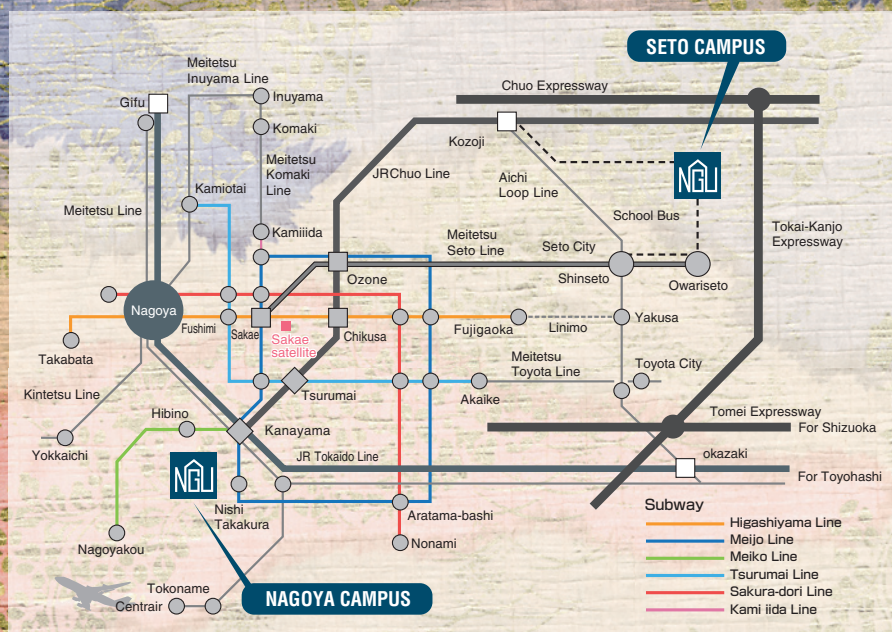 SETO CAMPUS
Meitetsu
Inuyama Line
Chuo Expressway
Gifu
Inuyama
Komaki
Kozoji
Meitetsu
Komaki
Line
JRChuo Line
Aichi
Loop Line
NGU
Kamiotai
Meitetsu Line
School Bus
Tokai-Kanjo
Expressway
Kamiiida
Meitetsu
Seto Line
Seto City
Ozone
Shinseto
Owariseto
Nagoya
Fushimi
Sakae
Sakae
satellite
Chikusa
Fujigaoka
Linimo
Yakusa
Takabata
Meitetsu
Toyota Line
Toyota City
Kintetsu Line
Tsurumai
Akaike
Hibino
Kanayama
Tomei Expressway
For Shizuoka
Yokkaichi
JR Tokaido Line
okazaki
For Toyohashi
NGU
Nishi
Takakura
Aratama-bashi
Nagoyakou
Nonami
Tokoname
Centrair
NAGOYA CAMPUS
Subway
Higashiyama Line
Meijo Line
Meiko Line
Tsurumai Line
Sakura-dori Line
Kami iida Line